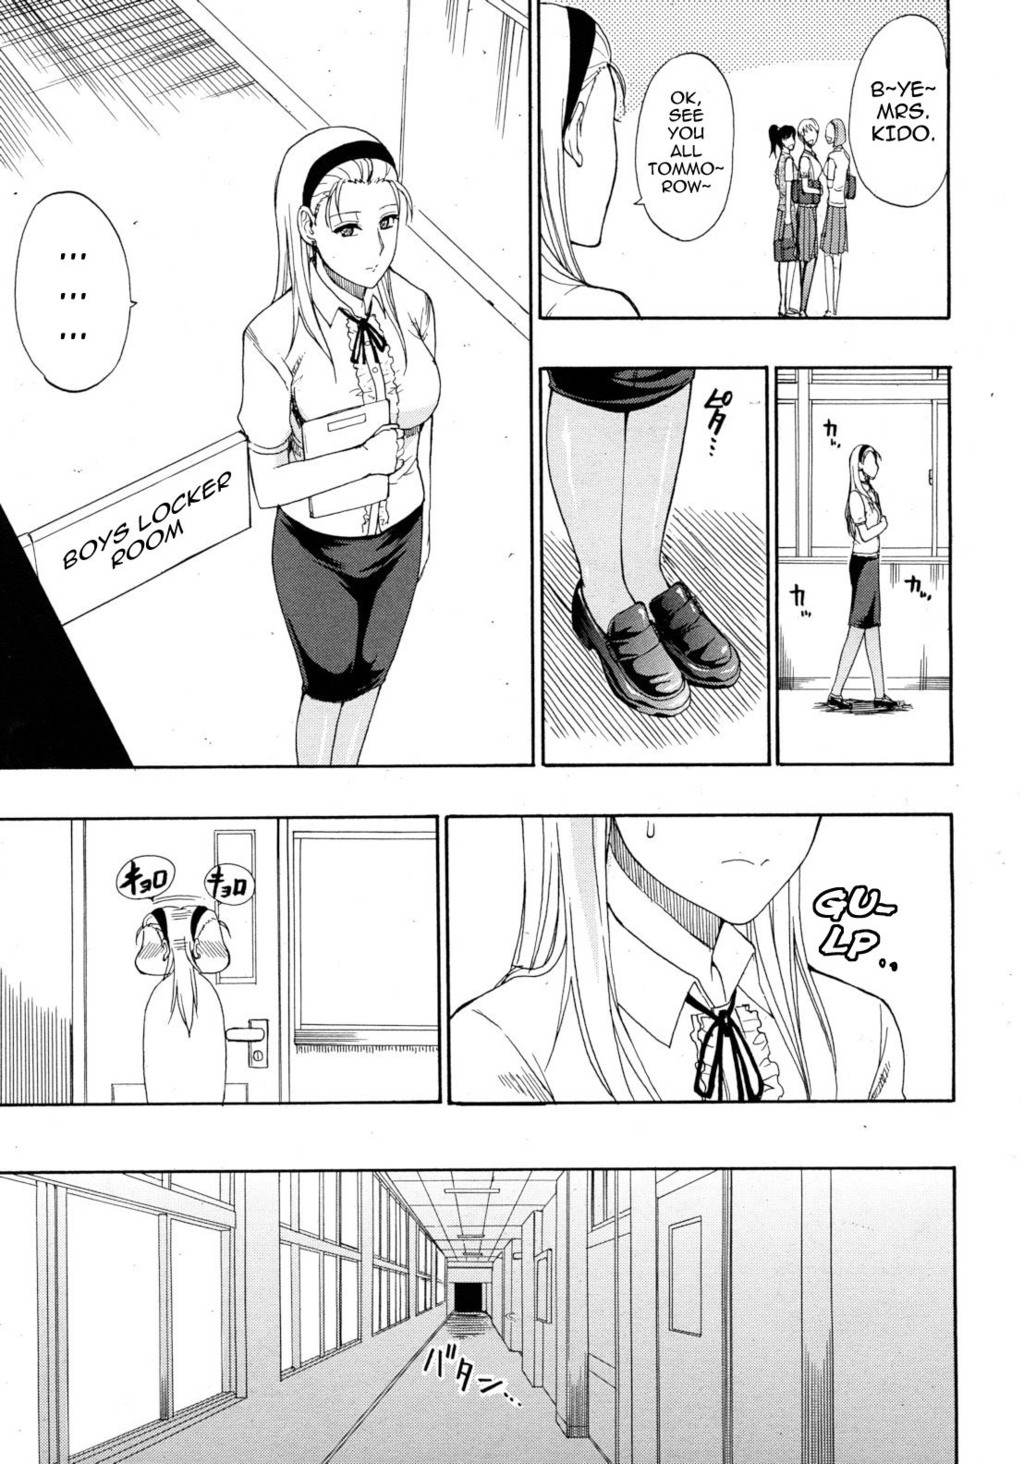 B~YE~
MRS.
KIDO.
OK,
SEE
YOU
ALL
TOMMO~
ROW~
カッ
カッ
カッ
ピタ…
...
...
...
BOYS LOCKER
ROOM
GU-
LP..
キョロ
キョロ
バタン…